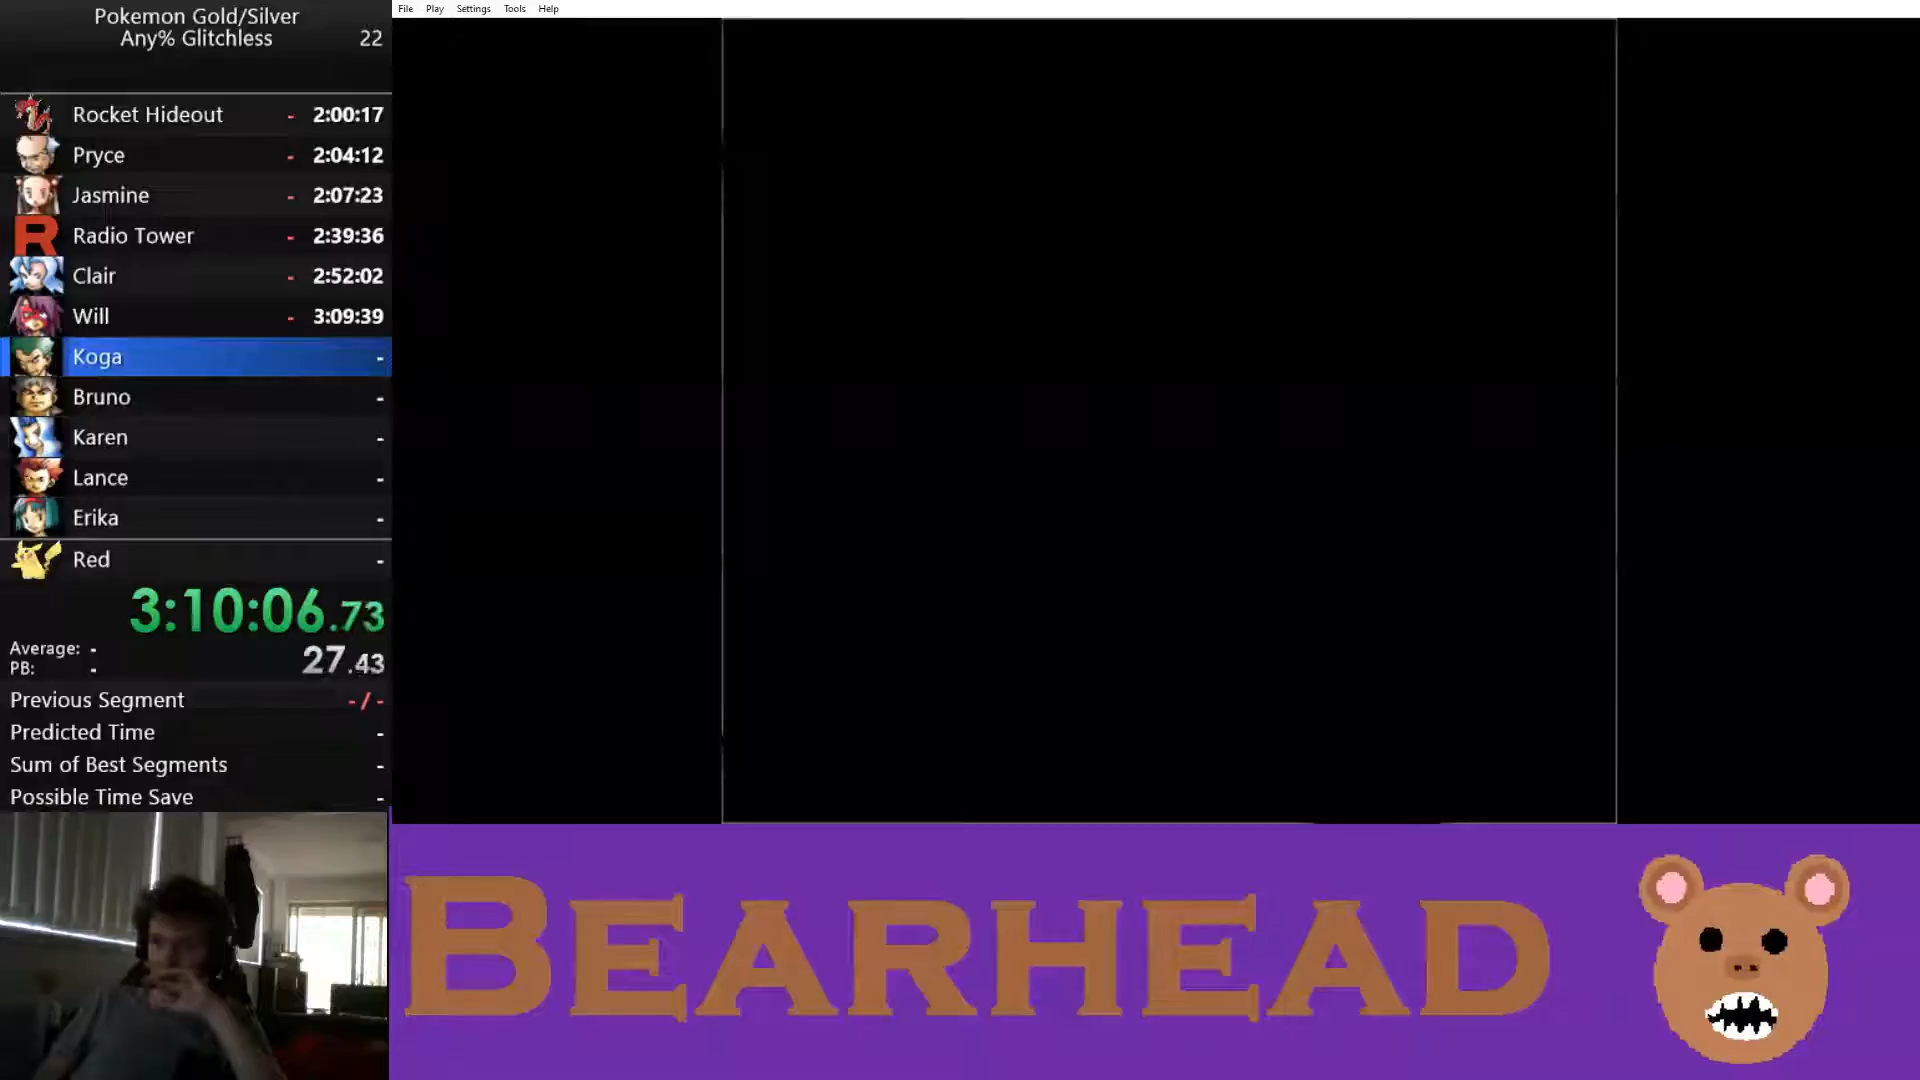 File Play Settings Tools Help
Pokemon Gold/Silver
Any% Glitchless 22
Rocket Hideout - 2:00:17
Pryce - 2:04:12
Jasmine - 2:07:23
R Radio Tower - 2:39:36
Clair - 2:52:02
Will - 3:09:39
Koga -
Bruno -
Karen -
Lance -
Erika -
Red -
3:10:06.73
Average: -
PB: - 27.43
Previous Segment - / -
Predicted Time -
Sum of Best Segments -
Possible Time Save -
BEARHEAD